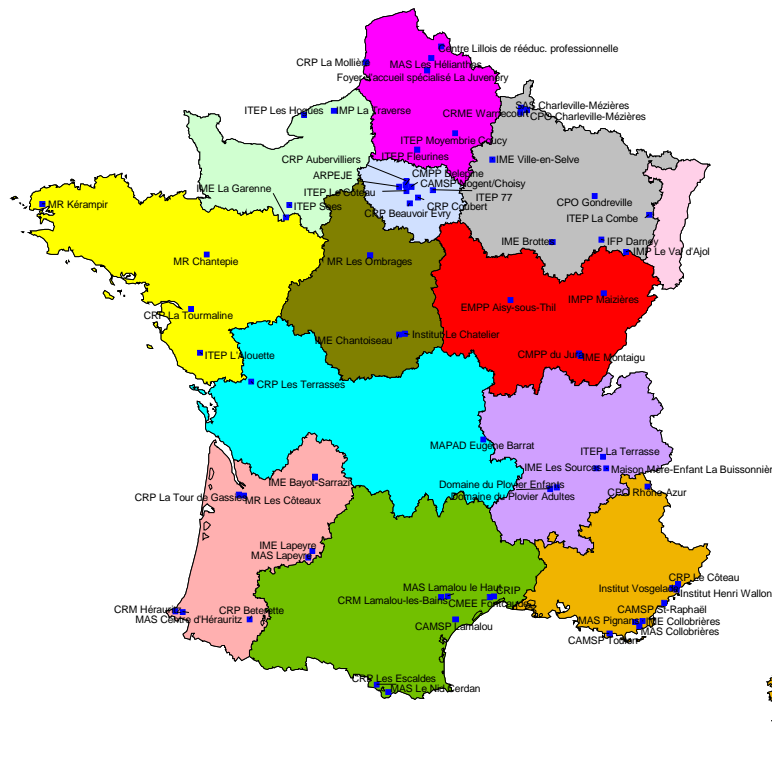 Centre Lillois de rééduc. professionnelle
CRP La Mollière
MAS Les Hélianthes
Foyer d'accueil spécialisé La Juvenery
ITEP Les Hogues
IMP La Traverse
SAS Charleville-Mézières
CRME Warnecourt
CPO Charleville-Mézières
ITEP Moyembrie Coucy
ITEP Fleurines
CRP Aubervilliers
IME Ville-en-Selve
ARPEJE
CMPP Delepine
CAMSP Nogent/Choisy
IME La Garenne
ITEP Le Coteau
ITEP 77
CPO Gondreville
MR Kérampir
ITEP Sées
CRP Coubert
CRP Beauvoir Evry
ITEP La Combe
IME Brottes
IFP Darney
IMP Le Val d'Ajol
MR Chantepie
MR Les Ombrages
IMPP Maizières
EMPP Aisy-sous-Thil
CRP La Tourmaline
IME Chantoiseau
Institut Le Chatelier
ITEP L'Alouette
CMPP du Jura
IME Montaigu
CRP Les Terrasses
MAPAD Eugène Barrat
ITEP La Terrasse
IME Les Sources
Maison Mère-Enfant La Buissonnièr
IME Bayot-Sarrazi
Domaine du Plovier Enfants
CPO Rhône-Azur
CRP La Tour de Gassies
MR Les Côteaux
Domaine du Plovier Adultes
IME Lapeyre
MAS Lapeyre
CRP Le Côteau
MAS Lamalou le Haut
CRIP
Institut Vosgelade
Institut Henri Wallon
CRM Lamalou-les-Bains
CMEE Fontcaude
CRM Hérauritz
CRP Beterette
CAMSP St-Raphaël
MAS Centre d'Hérauritz
MAS Pignans
IME Collobrières
CAMSP Lamalou
MAS Collobrières
CAMSP Toulon
CRP Les Escaldes
MAS Le Nid Cerdan